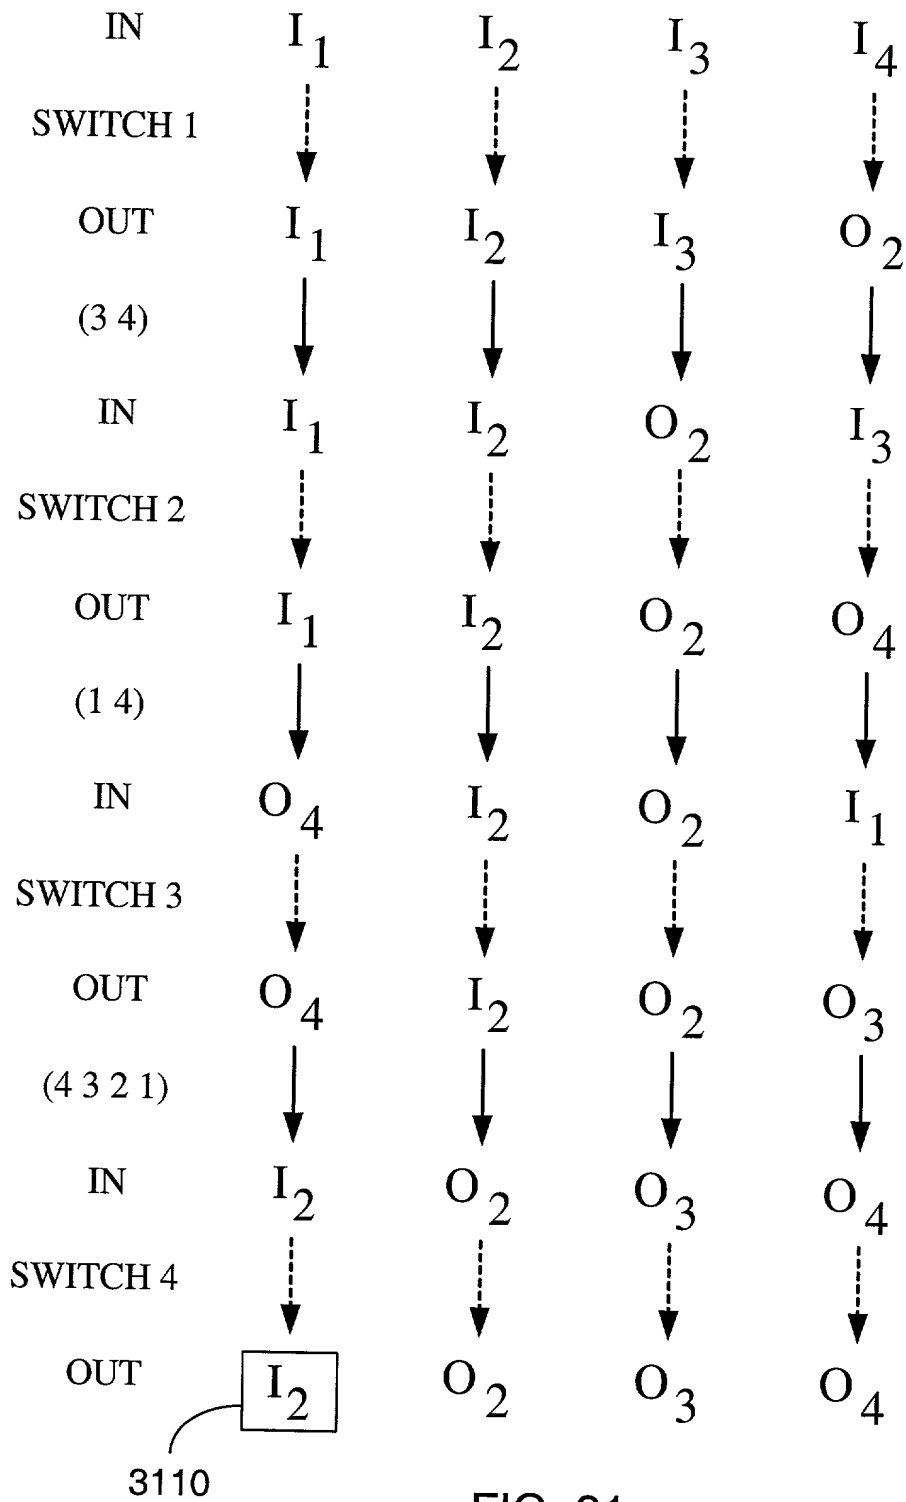 IN I1 I2 I3 I4
SWITCH 1
OUT I1 I2 I3 O2
(3 4)
IN I1 I2 O2 I3
SWITCH 2
OUT I1 I2 O2 O4
(1 4)
IN O4 I2 O2 I1
SWITCH 3
OUT O4 I2 O2 O3
(4 3 2 1)
IN I2 O2 O3 O4
SWITCH 4
OUT I2 O2 O3 O4
3110